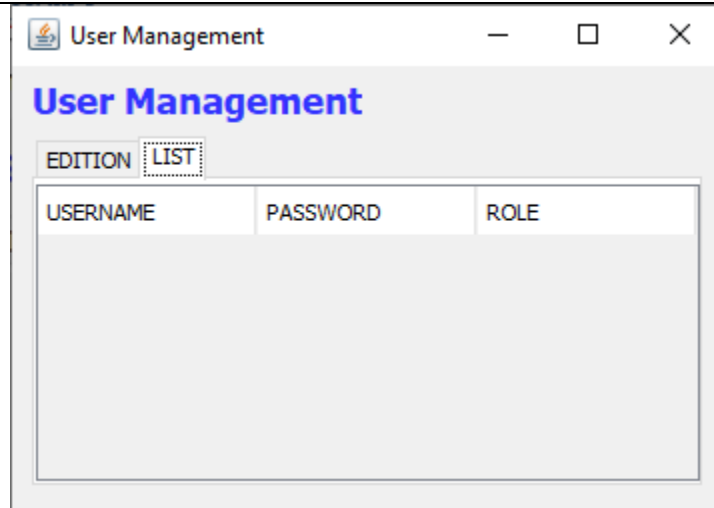 User Management
User Management
EDITION LIST
USERNAME PASSWORD ROLE